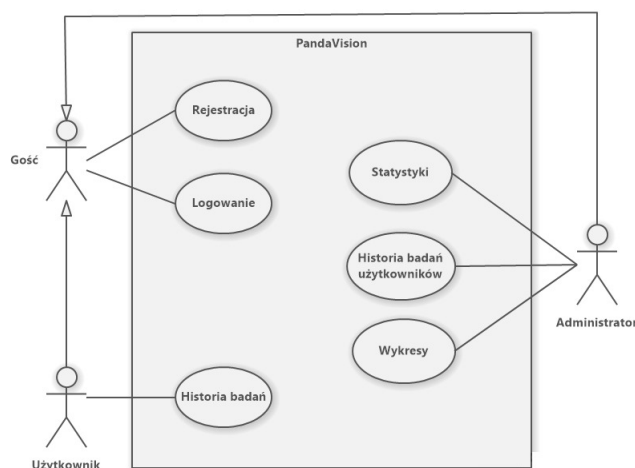 PandaVision
Rejestracja
Gość
Statystyki
Logowanie
Historia badań
użytkowników
Administrator
Wykresy
Historia badań
Użytkownik